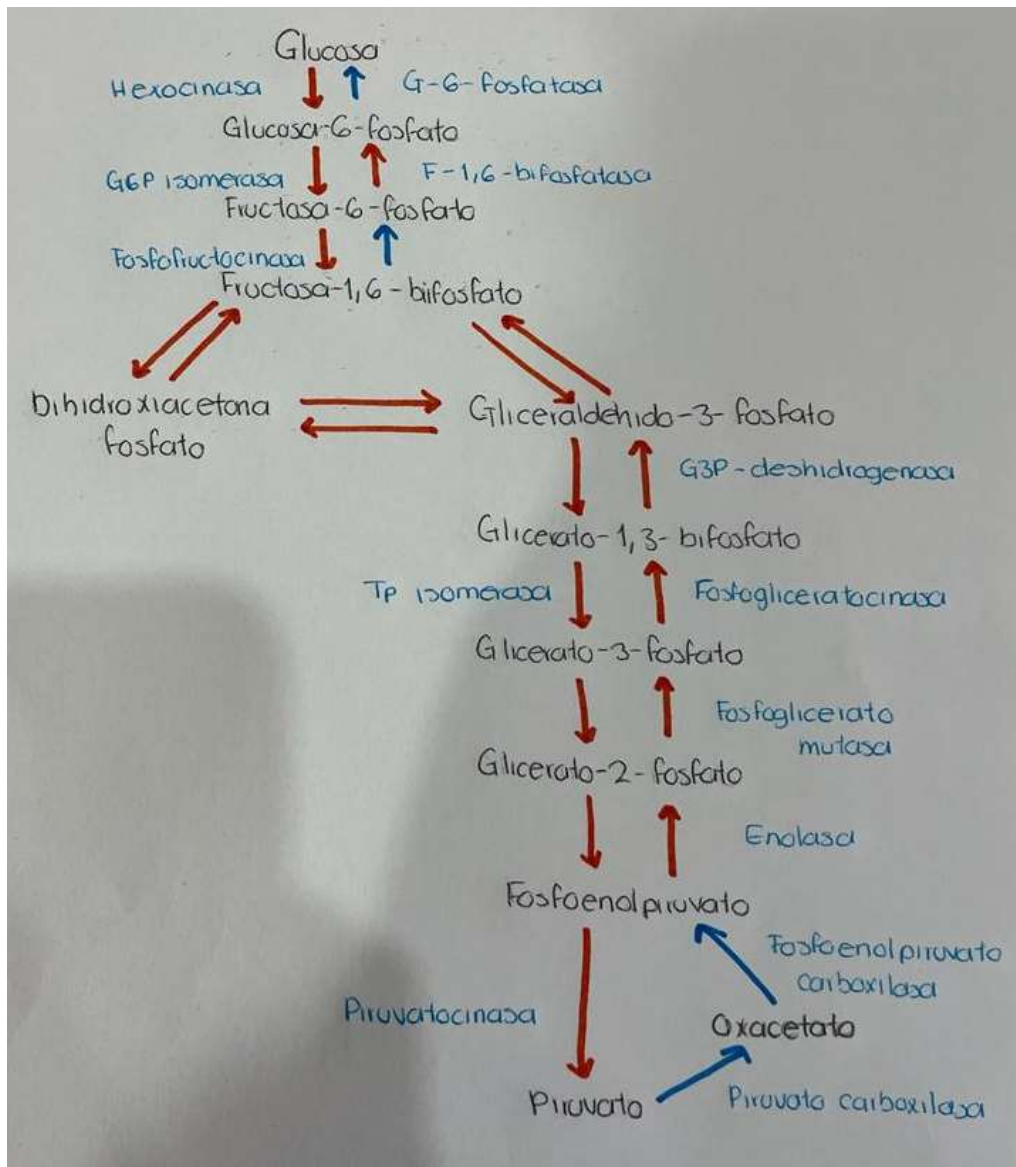 Glucosa
Hexocinasa
G-6-fosfatasa
Glucosa-6-fosfato
G6P isomerasa
F-1,6-bifosfatasa
Fructosa-6-fosfato
Fosfofructocinasa
Fructosa-1,6-bifosfato
Dihidroxiacetona
fosfato
Gliceraldehido-3-fosfato
G3P-deshidrogenasa
Glicerato-1,3-bifosfato
TP isomerasa
Fosfogliceratocinasa
Glicerato-3-fosfato
Fosfoglicerato
mutasa
Glicerato-2-fosfato
Enolasa
Fosfoenolpiruvato
Fosfoenolpiruvato
carboxilasa
Piruvatocinasa
Oxacetato
Piruvato
Piruvato carboxilasa